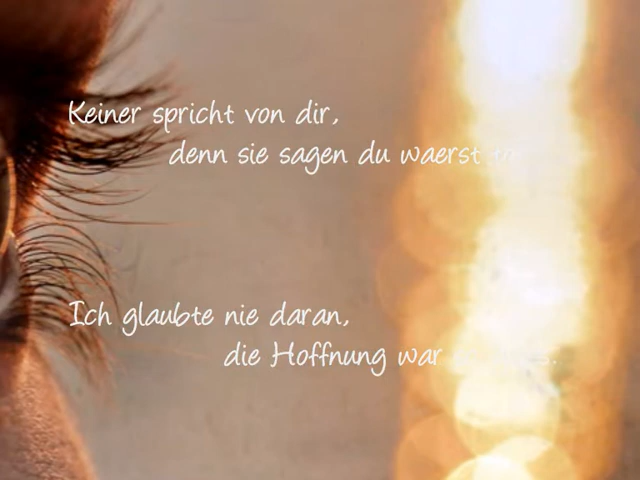 Keiner spricht von dir,
denn sie sagen du waerst
Ich glaubte nie daran,
die Hoffnung war